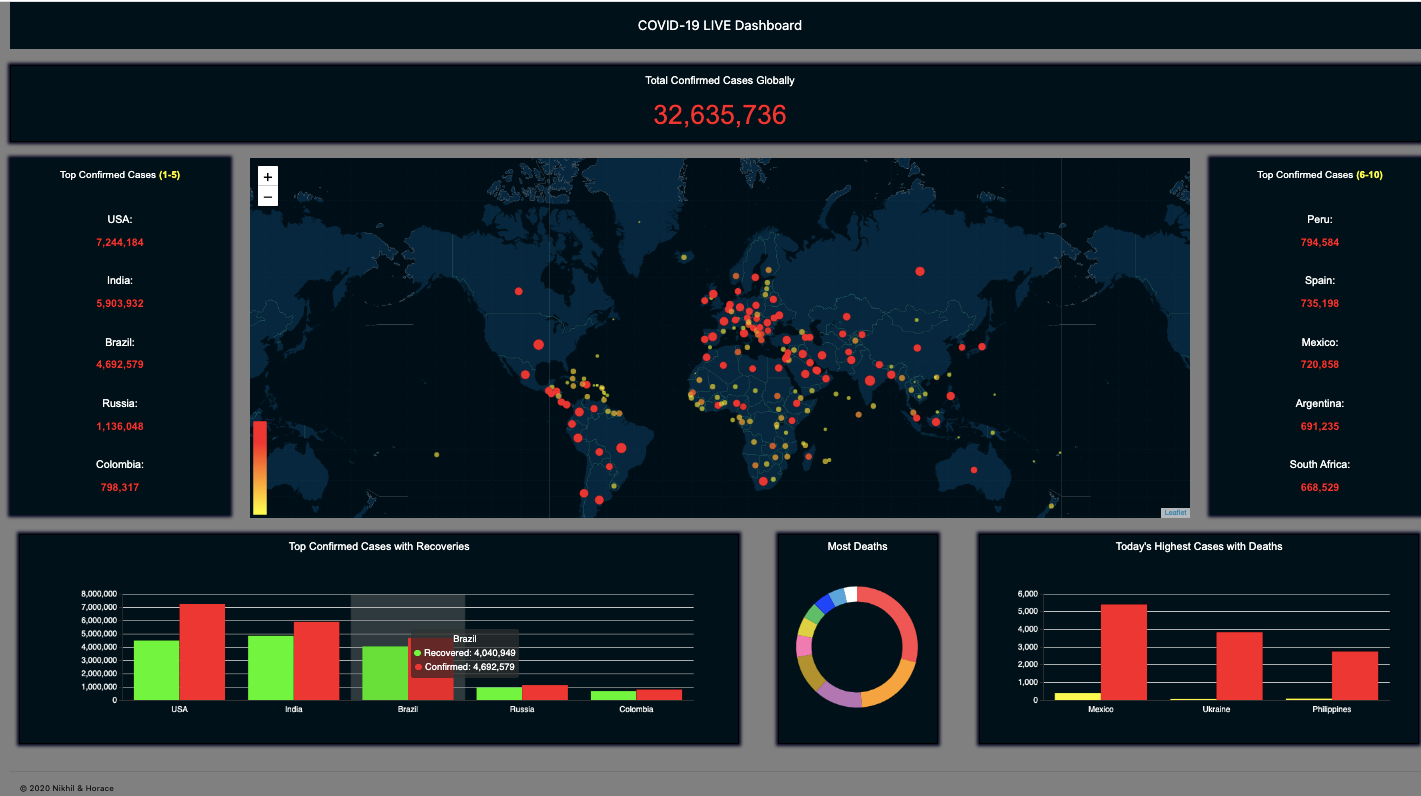 COVID-19 LIVE Dashboard
Total Confirmed Cases Globally
32,635,736
Top Confirmed Cases (1-5)
USA:
7,244,184
India:
5,903,932
Brazil:
4,692,579
Russia:
1,136,048
Colombia:
798,317
+
−
Leaflet
Top Confirmed Cases (6-10)
Peru:
794,584
Spain:
735,198
Mexico:
720,858
Argentina:
691,235
South Africa:
668,529
Top Confirmed Cases with Recoveries
8,000,000
7,000,000
6,000,000
5,000,000
4,000,000
3,000,000
2,000,000
1,000,000
0
Brazil
Recovered: 4,040,949
Confirmed: 4,692,579
USA
India
Brazil
Russia
Colombia
Most Deaths
Today's Highest Cases with Deaths
6,000
5,000
4,000
3,000
2,000
1,000
0
Mexico
Ukraine
Philippines
© 2020 Nikhil & Horace